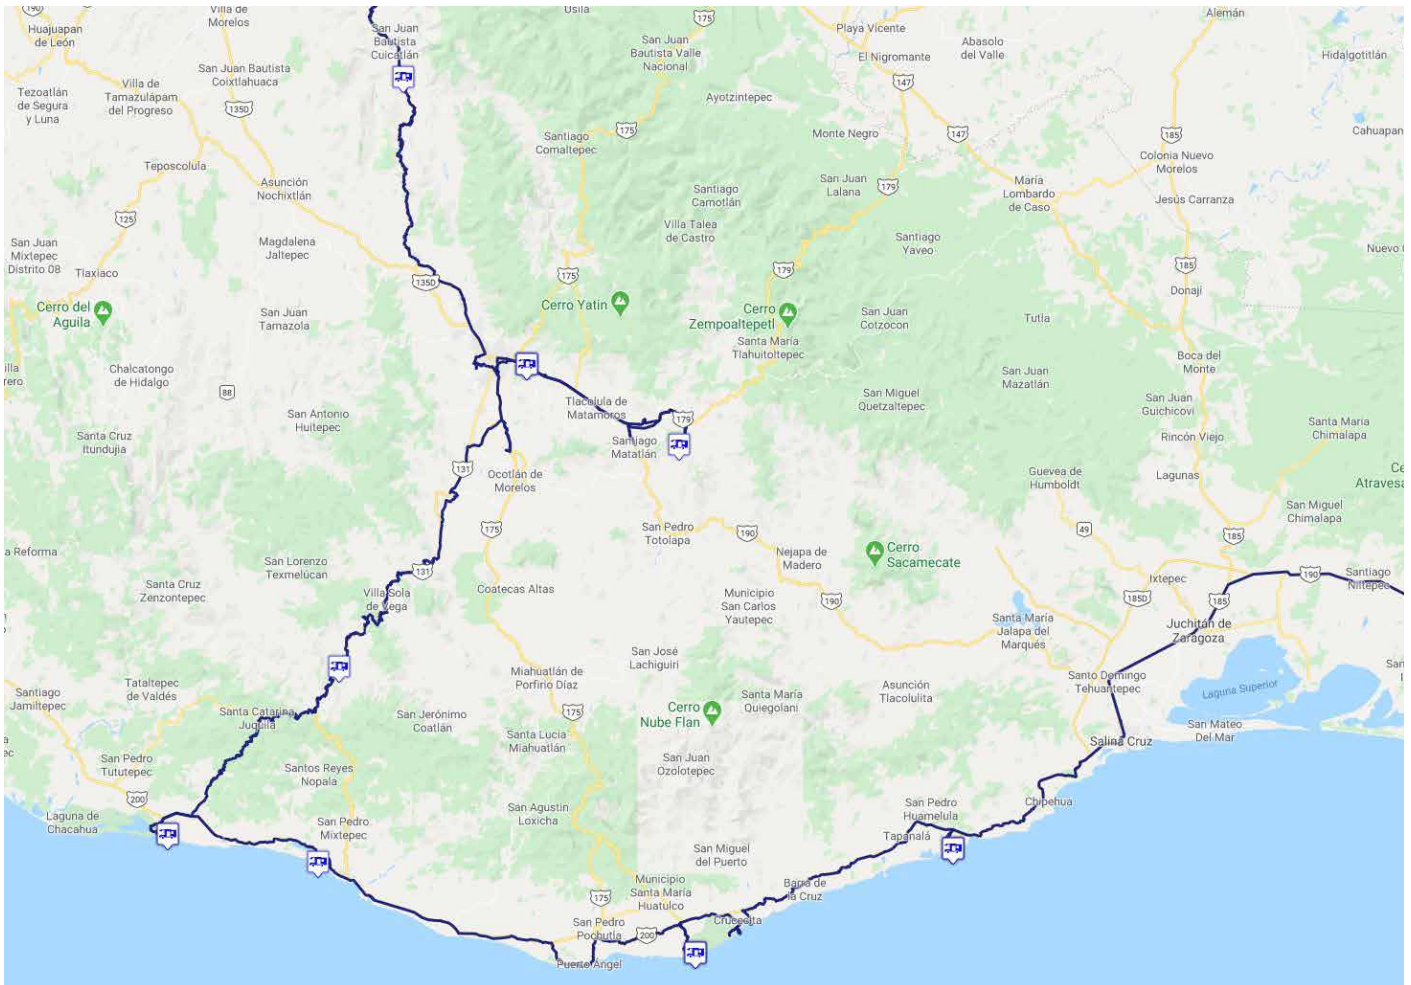 190
Huajuapan
de León
Villa de
Morelos
San Juan
Bautista
Cuicatlán
Usila
175
San Juan
Bautista Valle
Nacional
Playa Vicente
El Nigromante
Abasolo
del Valle
Alemán
Hidalgotitlán
Tezoatlán
de Segura
y Luna
Villa de
Tamazulápam
del Progreso
San Juan Bautista
Coixtlahuaca
135D
Ayotzintepec
147
Monte Negro
147
185
Cahuapan
Teposcolula
Asunción
Nochixtlán
Santiago
Comaltepec
175
Colonia Nuevo
Morelos
San Juan
Lalana
179
María
Lombardo
de Caso
Jesús Carranza
125
Santiago
Camotlán
Villa Talea
de Castro
Santiago
Yaveo
San Juan
Mixtepec
Distrito 08
Magdalena
Jaltepec
Tlaxiaco
135D
175
179
185
Donají
Cerro del
Aguila
San Juan
Tamazola
Cerro Yatin
Cerro
Zempoaltepetl
Santa María
Tlahuitoltepec
San Juan
Cotzocon
Tutla
Boca del
Monte
Chalcatongo
de Hidalgo
88
San Antonio
Huitepec
Tlacolula de
Matamoros
179
San Miguel
Quetzaltepec
San Juan
Mazatlán
San Juan
Guichicovi
Rincón Viejo
Santa Maria
Chimalapa
Santa Cruz
Itundujia
131
Ocotlán de
Morelos
Santiago
Matatlán
Guevea de
Humboldt
Lagunas
San Miguel
Chimalapa
175
San Pedro
Totolapa
190
49
185
a Reforma
San Lorenzo
Texmelucan
131
Nejapa de
Madero
Cerro
Sacamecate
Santa Cruz
Zenzontepec
Villa Sola
de Vega
Coatecas Altas
Municipio
San Carlos
Yautepec
190
Ixtepec
185D
185
190
Santiago
Niltepec
Santa María
Jalapa del
Marqués
Juchitán de
Zaragoza
San José
Lachiguiri
Miahuatlán de
Porfirio Díaz
Asunción
Tlacolulita
Santo Domingo
Tehuantepec
Laguna Superior
Santiago
Jamiltepec
Tataltepec
de Valdés
Santa Catarina
Juquila
San Jerónimo
Coatlán
175
Santa María
Quiegolani
Cerro
Nube Flan
San Mateo
Del Mar
Salina Cruz
Santa Lucia
Miahuatlán
San Juan
Ozolotepec
San Pedro
Tututepec
200
Santos Reyes
Nopala
San Agustin
Loxicha
Laguna de
Chacahua
San Pedro
Mixtepec
San Pedro
Huamelula
Chipehua
Tapanalá
San Miguel
del Puerto
Municipio
Santa María
Huatulco
Barra de
la Cruz
175
San Pedro
Pochutla
200
Crucecita
Puerto Ángel